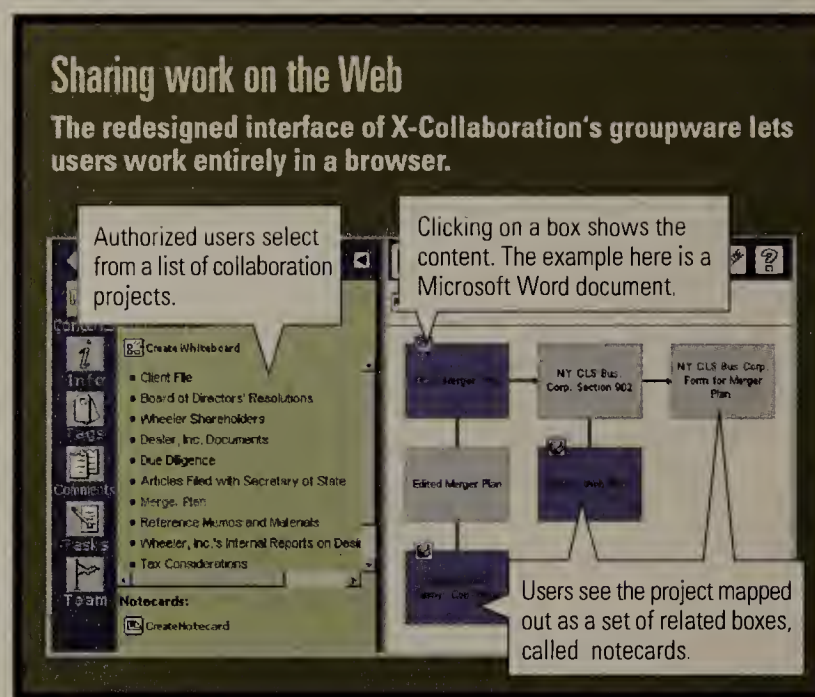 Sharing work on the Web
The redesigned interface of X-Collaboration's groupware lets
users work entirely in a browser.
Authorized users select
from a list of collaboration
projects.
Clicking on a box shows the
content. The example here is a
Microsoft Word document.
Info
Tags
Comments
Tasks
Team
Create Whiteboard
Client File
Board of Directors' Resolutions
Wheeler Shareholders
Desler, Inc. Documents
Due Diligence
Articles Filed with Secretary of State
Merger Plan
Reference Memos and Materials
Wheeler, Inc.'s Internal Reports on
Tax Considerations
Notecards:
Create Notecard
Merger
NY CLS Bus.
Corp. Section 902
NY CLS Bus. Corp.
Form for Merger
Plan
Edited Merger Plan
Users see the project mapped
out as a set of related boxes,
called notecards.